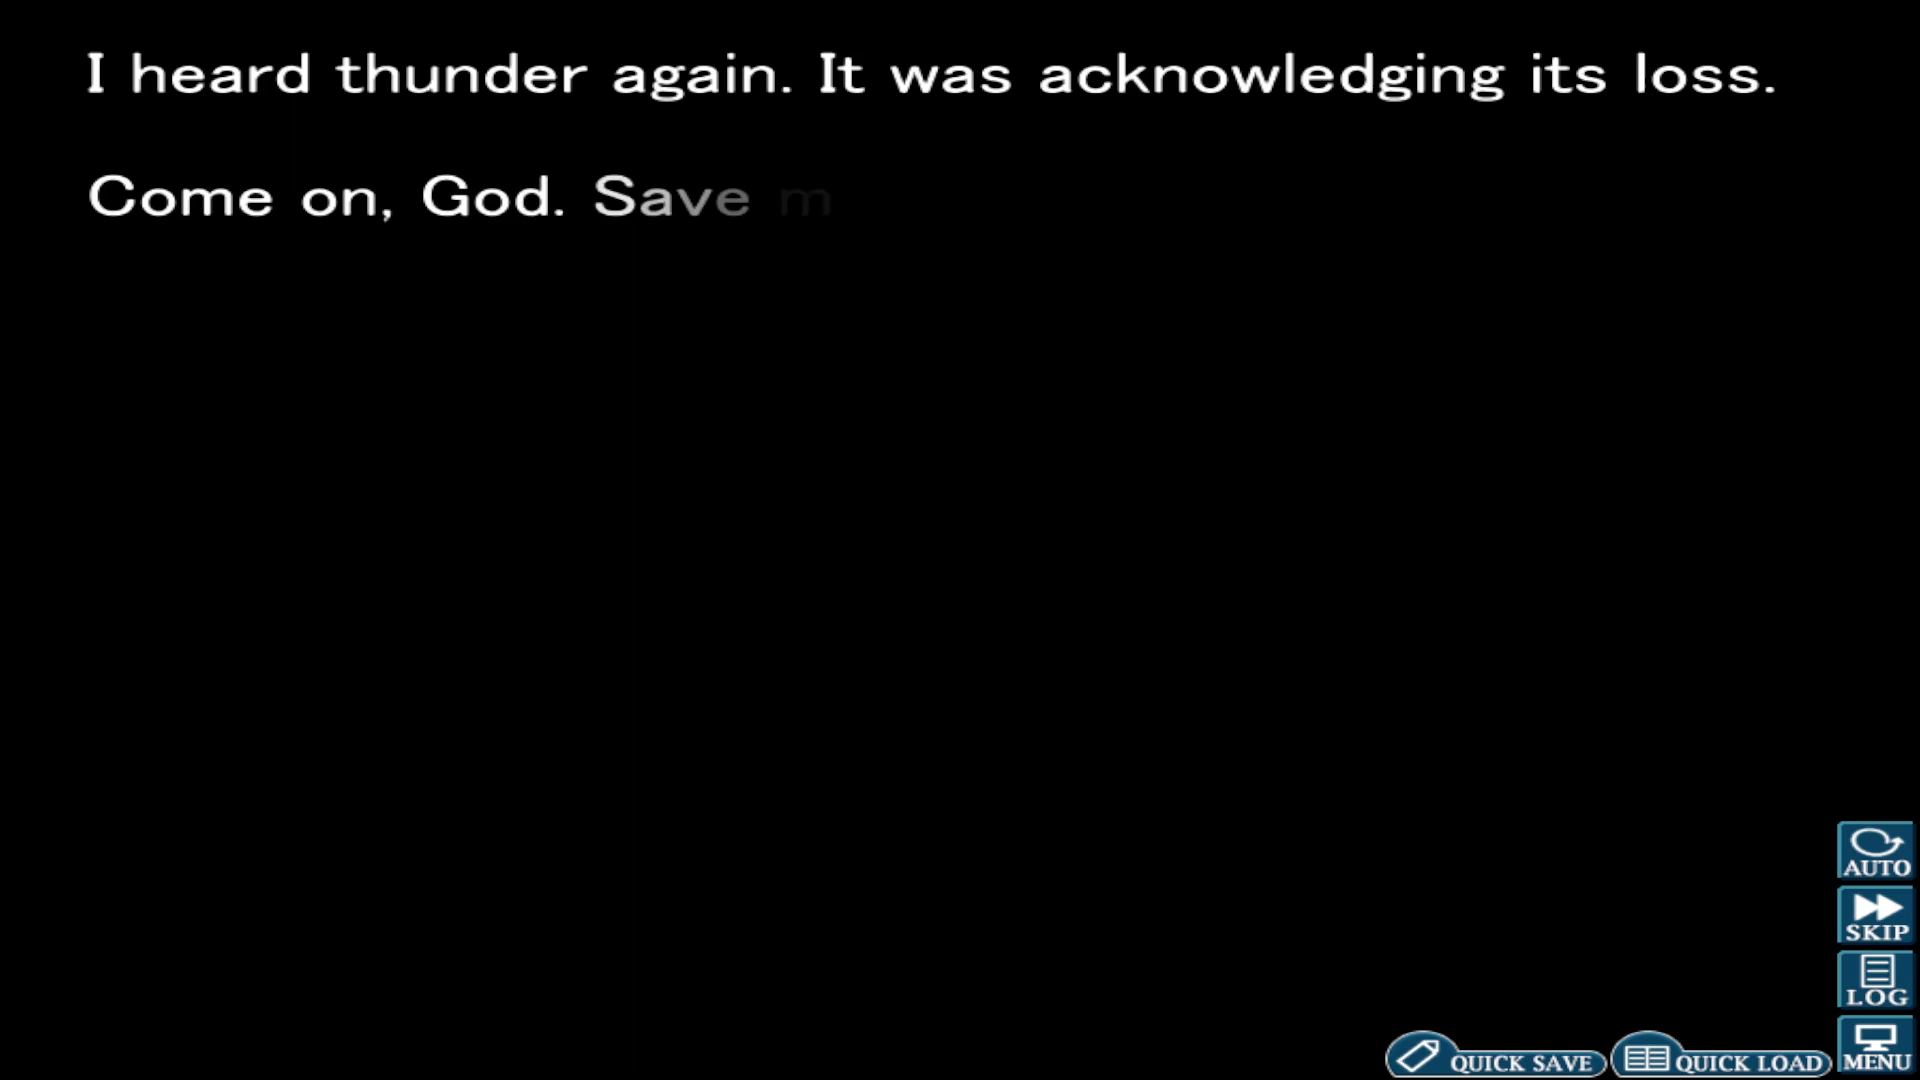 I heard thunder again. It was acknowledging its loss.
Come on, God. Save m
AUTO
SKIP
LOG
MENU
QUICK SAVE
QUICK LOAD